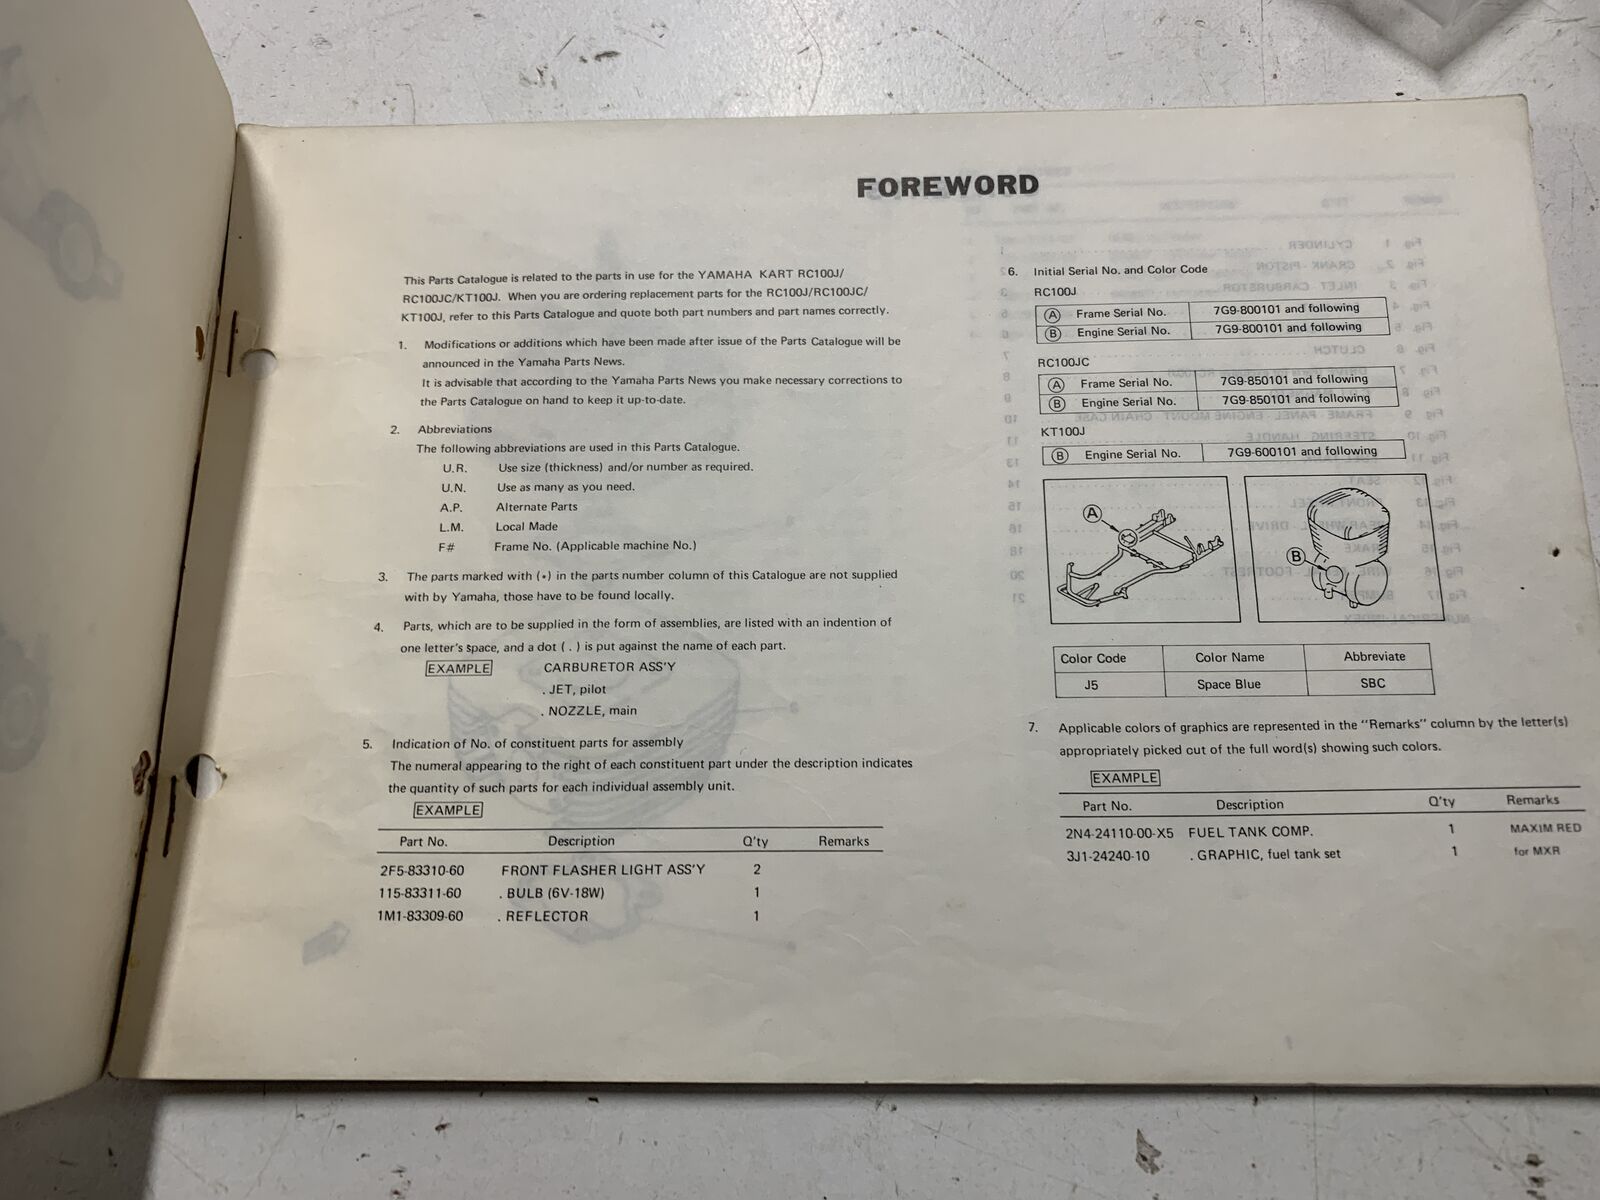 FOREWORD
This Parts Catalogue is related to the parts in use for the YAMAHA KART RC100J/
RC100JC/KT100J. When you are ordering replacement parts for the RC100J/RC100JC/
KT100J, refer to this Parts Catalogue and quote both part numbers and part names correctly.
1. Modifications or additions which have been made after issue of the Parts Catalogue will be
announced in the Yamaha Parts News.
It is advisable that according to the Yamaha Parts News you make necessary corrections to
the Parts Catalogue on hand to keep it up-to-date.
2. Abbreviations
The following abbreviations are used in this Parts Catalogue.
U.R. Use size (thickness) and/or number as required.
U.N. Use as many as you need.
A.P. Alternate Parts
L.M. Local Made
F# Frame No. (Applicable machine No.)
3. The parts marked with (*) in the parts number column of this Catalogue are not supplied
with by Yamaha, those have to be found locally.
4. Parts, which are to be supplied in the form of assemblies, are listed with an indention of
one letter's space, and a dot ( . ) is put against the name of each part.
EXAMPLE CARBURETOR ASS'Y
. JET, pilot
. NOZZLE, main
5. Indication of No. of constituent parts for assembly
The numeral appearing to the right of each constituent part under the description indicates
the quantity of such parts for each individual assembly unit.
EXAMPLE
Part No. Description Q'ty Remarks
2F5-83310-60 FRONT FLASHER LIGHT ASS'Y 2
115-83311-60 . BULB (6V-18W) 1
1M1-83309-60 . REFLECTOR 1
6. Initial Serial No. and Color Code
RC100J
A Frame Serial No. 7G9-800101 and following
B Engine Serial No. 7G9-800101 and following
RC100JC
A Frame Serial No. 7G9-850101 and following
B Engine Serial No. 7G9-850101 and following
KT100J
B Engine Serial No. 7G9-600101 and following
A
B
Color Code Color Name Abbreviate
J5 Space Blue SBC
7. Applicable colors of graphics are represented in the "Remarks" column by the letter(s)
appropriately picked out of the full word(s) showing such colors.
EXAMPLE
Part No. Description Q'ty Remarks
2N4-24110-00-X5 FUEL TANK COMP. 1 MAXIM RED
3J1-24240-10 . GRAPHIC, fuel tank set 1 for MXR